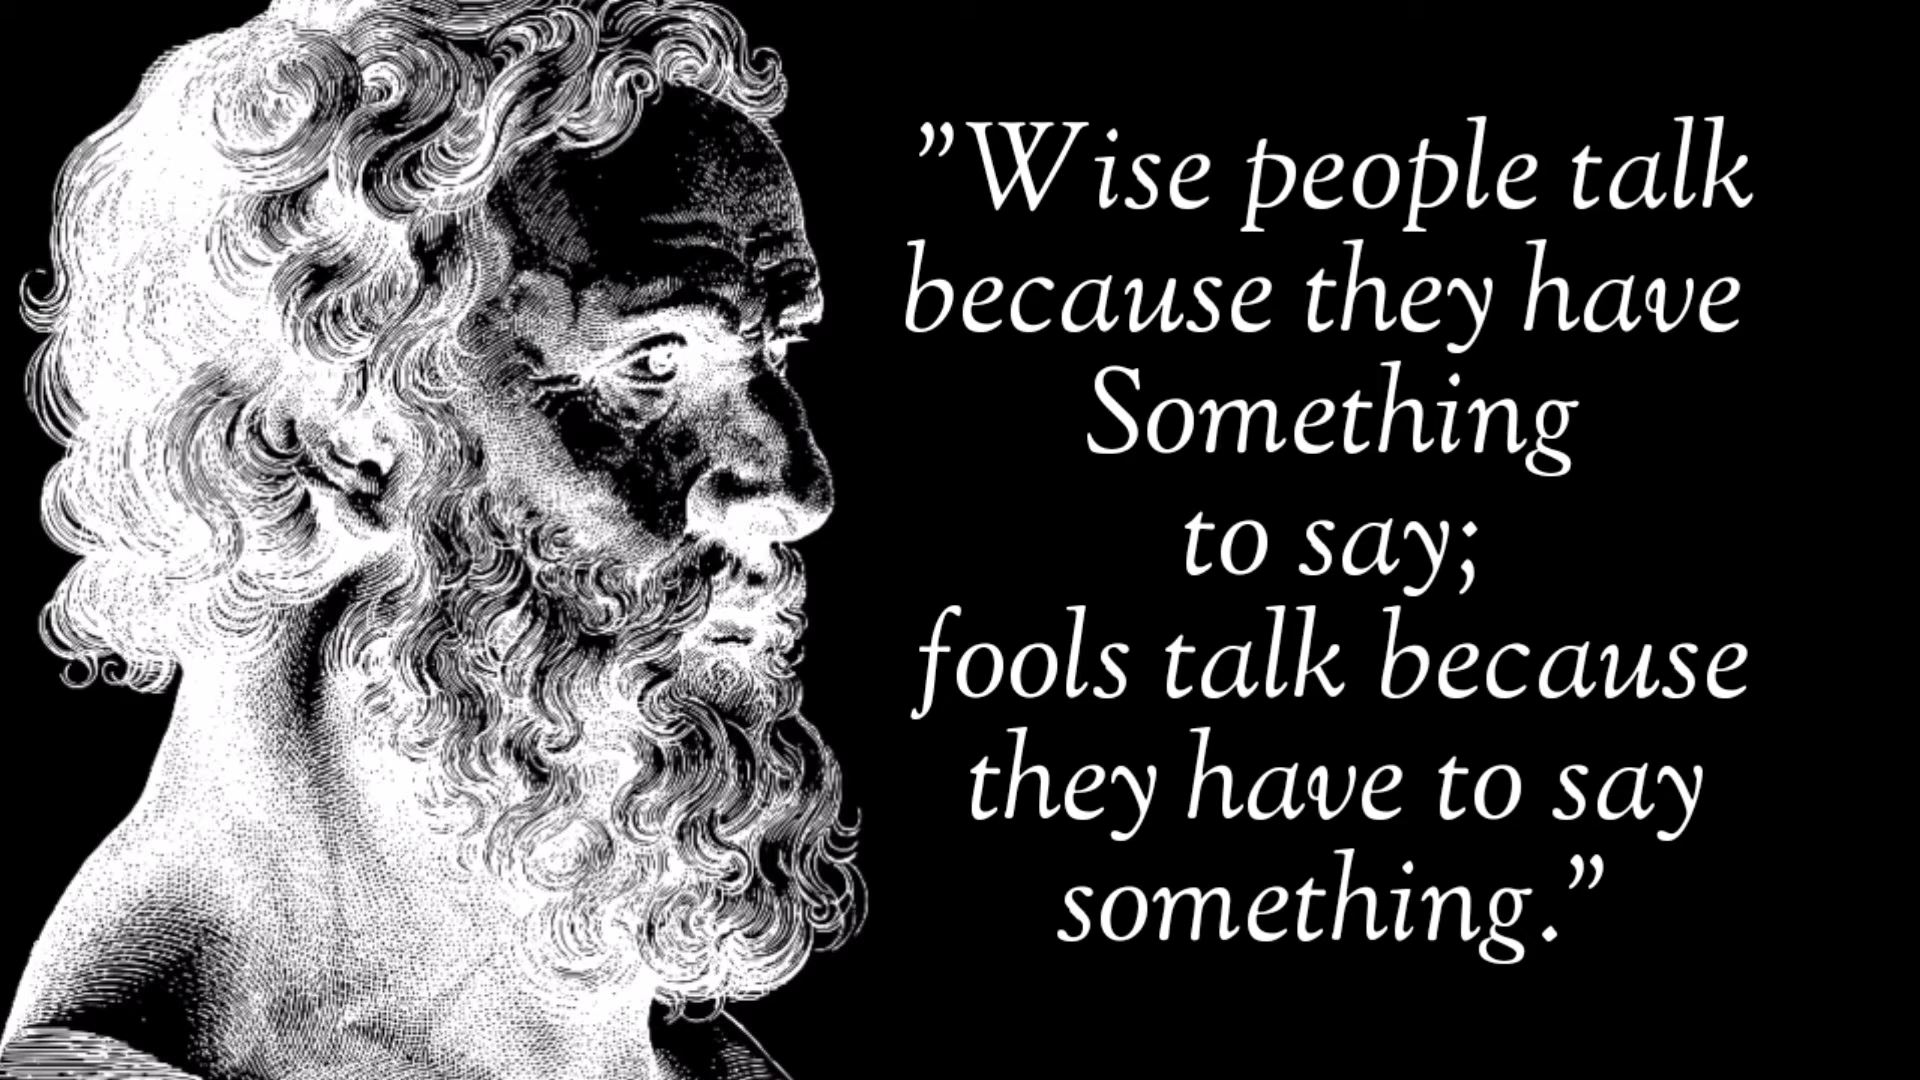 ”Wise people talk
because they have
Something
to say;
fools talk because
they have to say
something.”